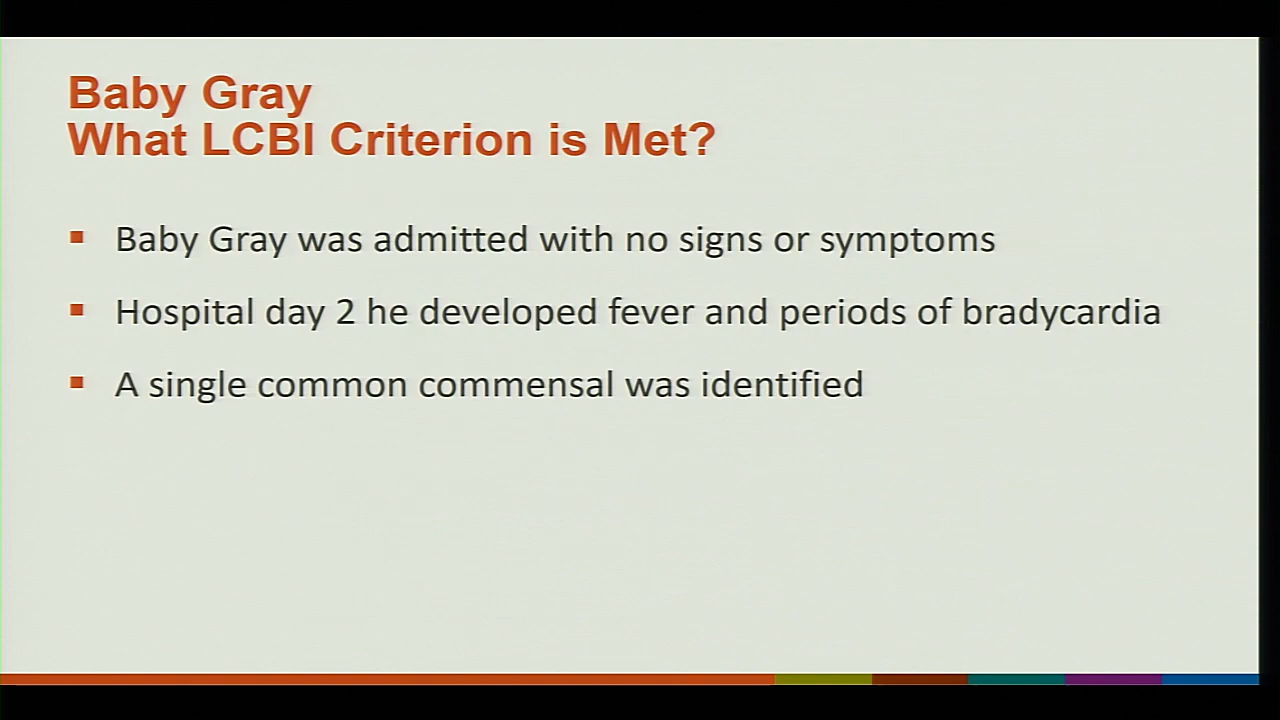 Baby Gray
What LCBI Criterion is Met?
Baby Gray was admitted with no signs or symptoms
Hospital day 2 he developed fever and periods of bradycardia
A single common commensal was identified